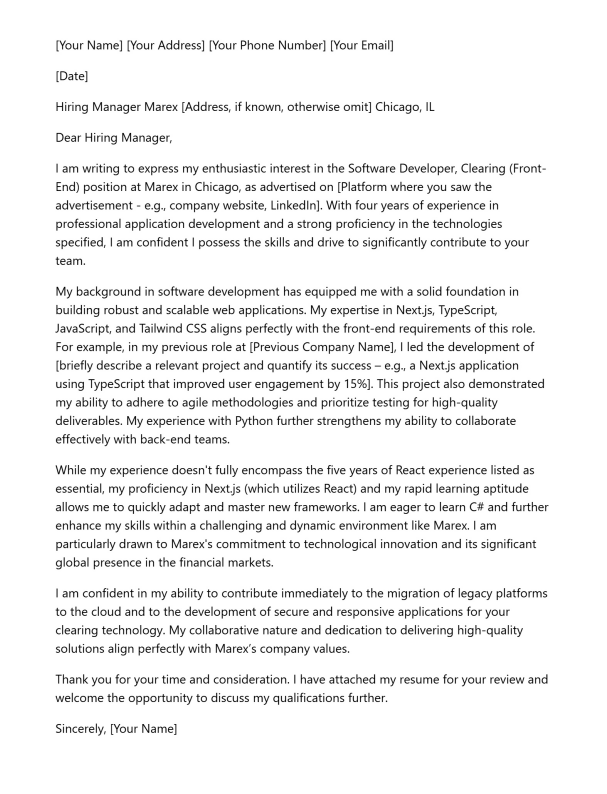 [Your Name] [Your Address] [Your Phone Number] [Your Email]
[Date]
Hiring Manager Marex [Address, if known, otherwise omit] Chicago, IL
Dear Hiring Manager,
I am writing to express my enthusiastic interest in the Software Developer, Clearing (Front-
End) position at Marex in Chicago, as advertised on [Platform where you saw the
advertisement - e.g., company website, LinkedIn]. With four years of experience in
professional application development and a strong proficiency in the technologies
specified, I am confident I possess the skills and drive to significantly contribute to your
team.
My background in software development has equipped me with a solid foundation in
building robust and scalable web applications. My expertise in Next.js, TypeScript,
JavaScript, and Tailwind CSS aligns perfectly with the front-end requirements of this role.
For example, in my previous role at [Previous Company Name], I led the development of
[briefly describe a relevant project and quantify its success – e.g., a Next.js application
using TypeScript that improved user engagement by 15%]. This project also demonstrated
my ability to adhere to agile methodologies and prioritize testing for high-quality
deliverables. My experience with Python further strengthens my ability to collaborate
effectively with back-end teams.
While my experience doesn't fully encompass the five years of React experience listed as
essential, my proficiency in Next.js (which utilizes React) and my rapid learning aptitude
allows me to quickly adapt and master new frameworks. I am eager to learn C# and further
enhance my skills within a challenging and dynamic environment like Marex. I am
particularly drawn to Marex's commitment to technological innovation and its significant
global presence in the financial markets.
I am confident in my ability to contribute immediately to the migration of legacy platforms
to the cloud and to the development of secure and responsive applications for your
clearing technology. My collaborative nature and dedication to delivering high-quality
solutions align perfectly with Marex’s company values.
Thank you for your time and consideration. I have attached my resume for your review and
welcome the opportunity to discuss my qualifications further.
Sincerely, [Your Name]